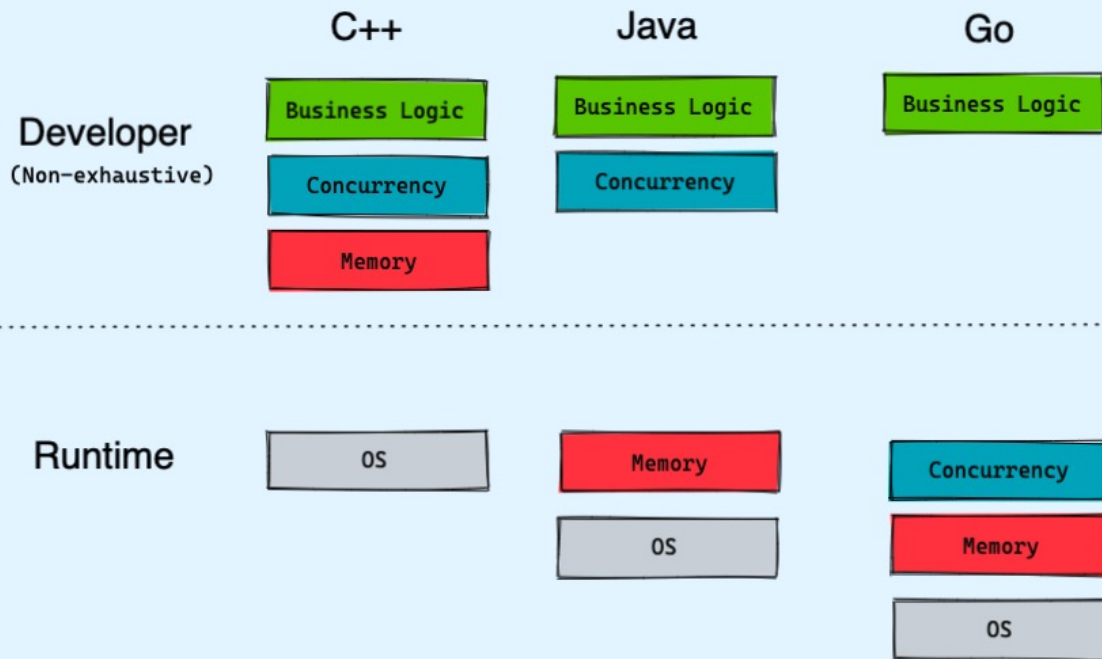 C++
Java
Go
Developer
(Non-exhaustive)
Business Logic
Business Logic
Business Logic
Concurrency
Concurrency
Memory
Runtime
OS
Memory
Concurrency
OS
Memory
OS